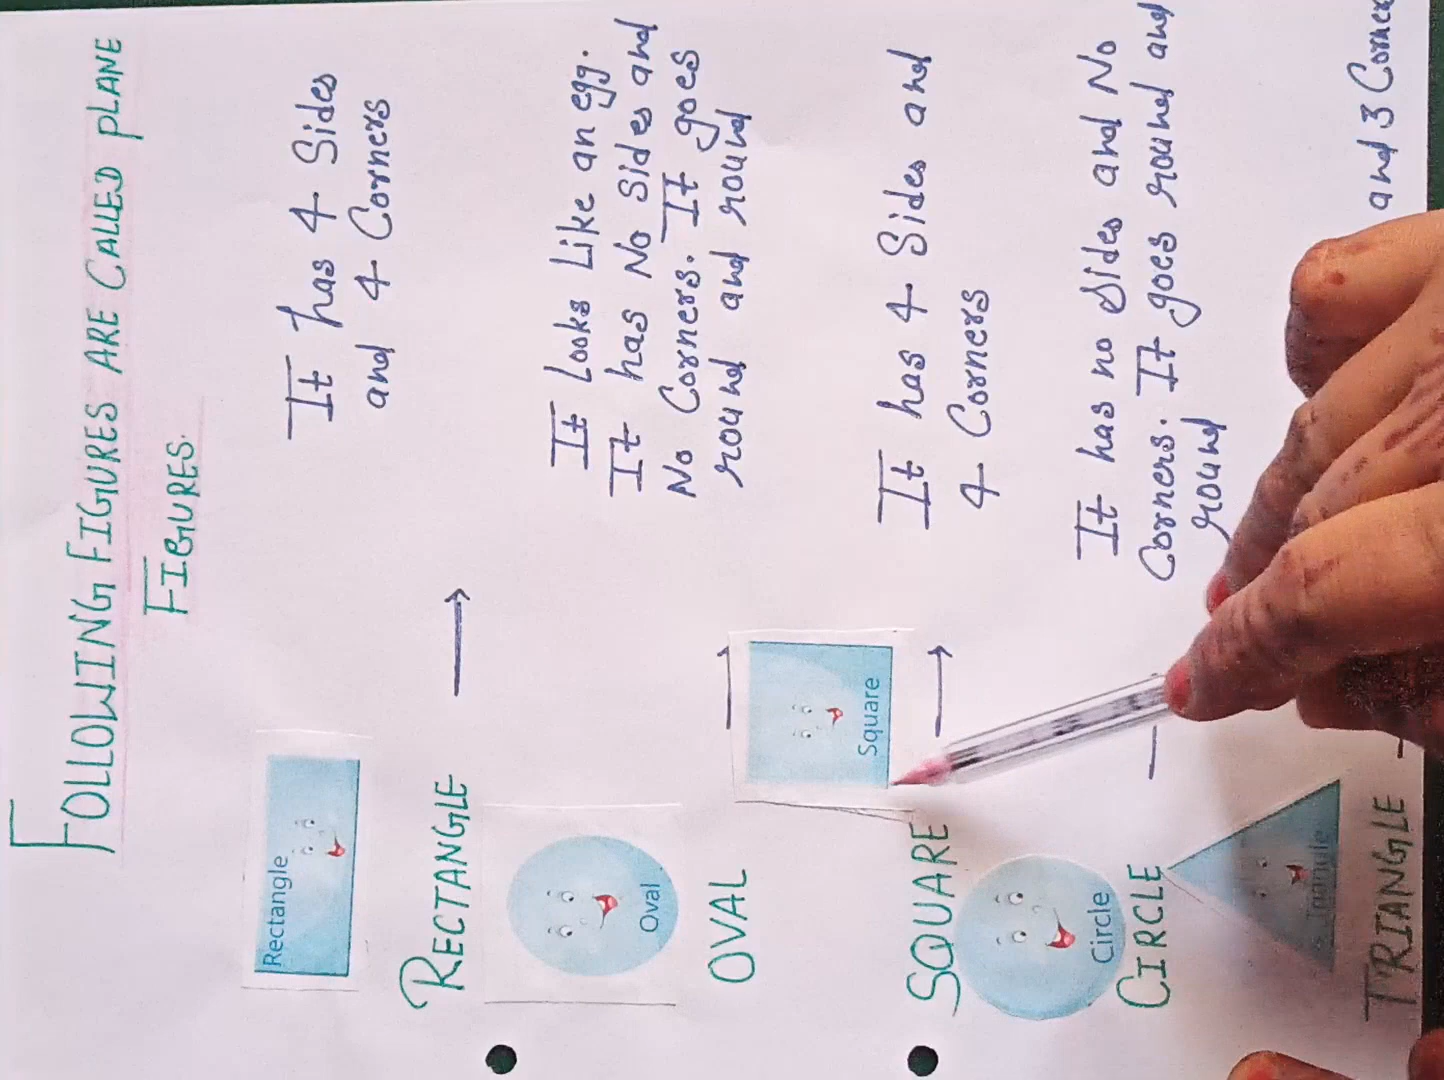 FOLLOWING FIGURES ARE CALLED PLANE
FIGURES.
Rectangle
RECTANGLE →
It has 4 Sides
and 4 Corners
Oval
OVAL →
It Looks Like an egg.
It has No Sides and
No Corners. It goes
round and round
Square
SQUARE →
It has 4 Sides and
4 Corners
Circle
CIRCLE
It has no Sides and No
Corners. It goes round and
round
Triangle
TRIANGLE
and 3